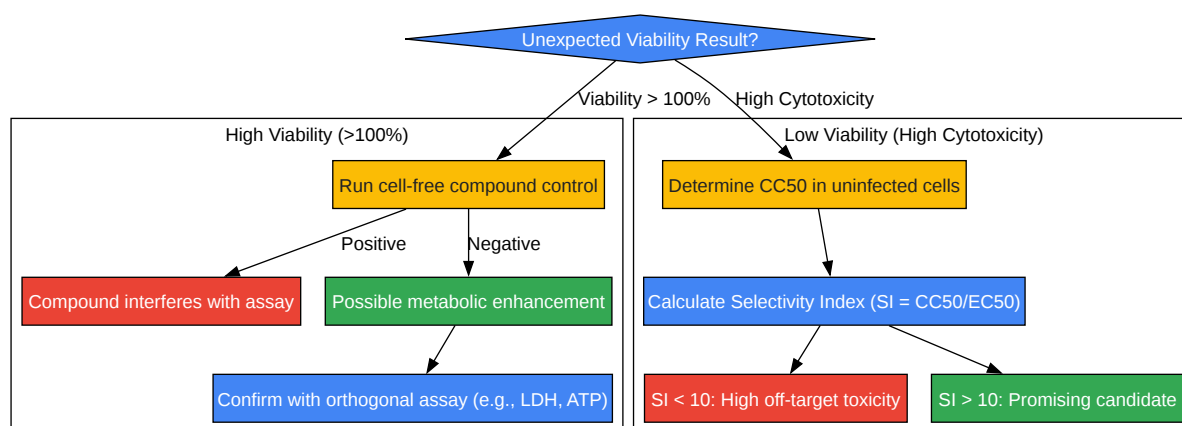 Unexpected Viability Result?
Viability > 100%
High Cytotoxicity
High Viability (>100%)
Low Viability (High Cytotoxicity)
Run cell-free compound control
Determine CC50 in uninfected cells
Positive
Negative
Compound interferes with assay
Possible metabolic enhancement
Calculate Selectivity Index (SI = CC50/EC50)
Confirm with orthogonal assay (e.g., LDH, ATP)
SI < 10: High off-target toxicity
SI > 10: Promising candidate